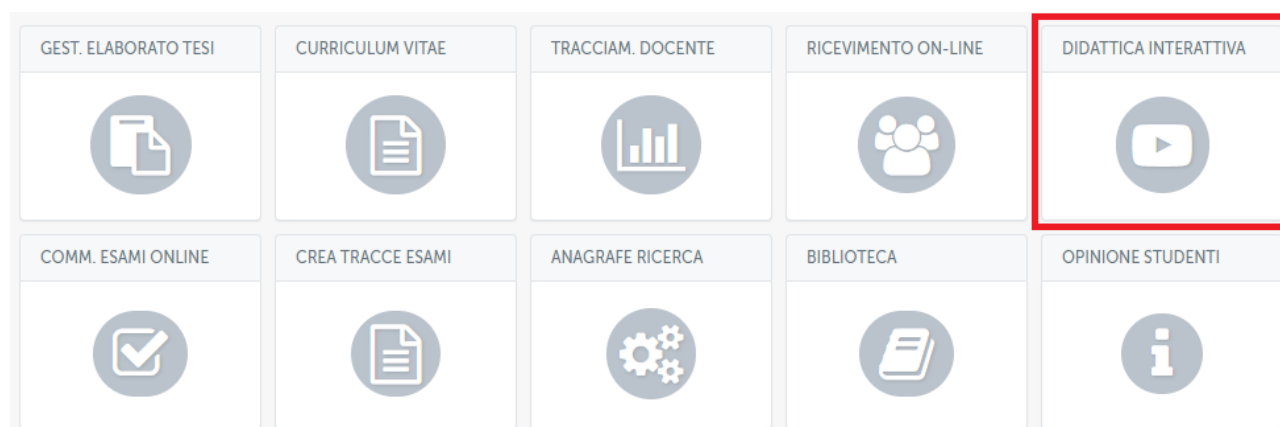 GEST. ELABORATO TESI
CURRICULUM VITAE
TRACCIAM. DOCENTE
RICEVIMENTO ON-LINE
DIDATTICA INTERATTIVA
COMM. ESAMI ONLINE
CREA TRACCE ESAMI
ANAGRAFE RICERCA
BIBLIOTECA
OPINIONE STUDENTI